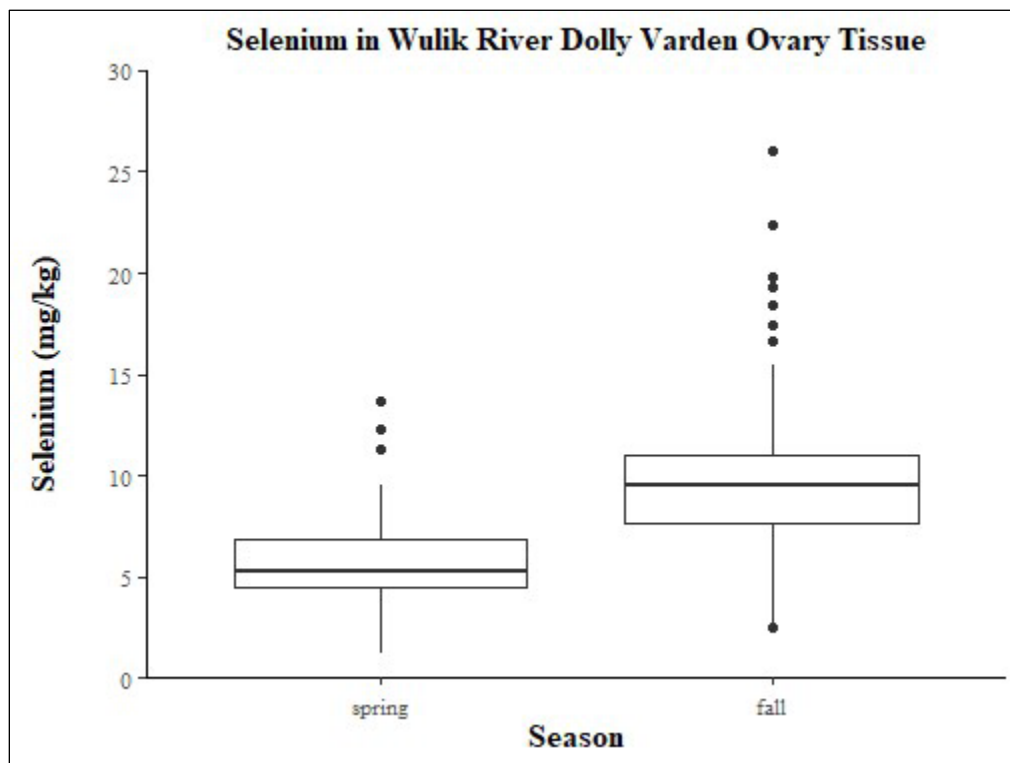 Selenium in Wulik River Dolly Varden Ovary Tissue
30
25
20
15
10
5
0
Selenium (mg/kg)
spring fall
Season